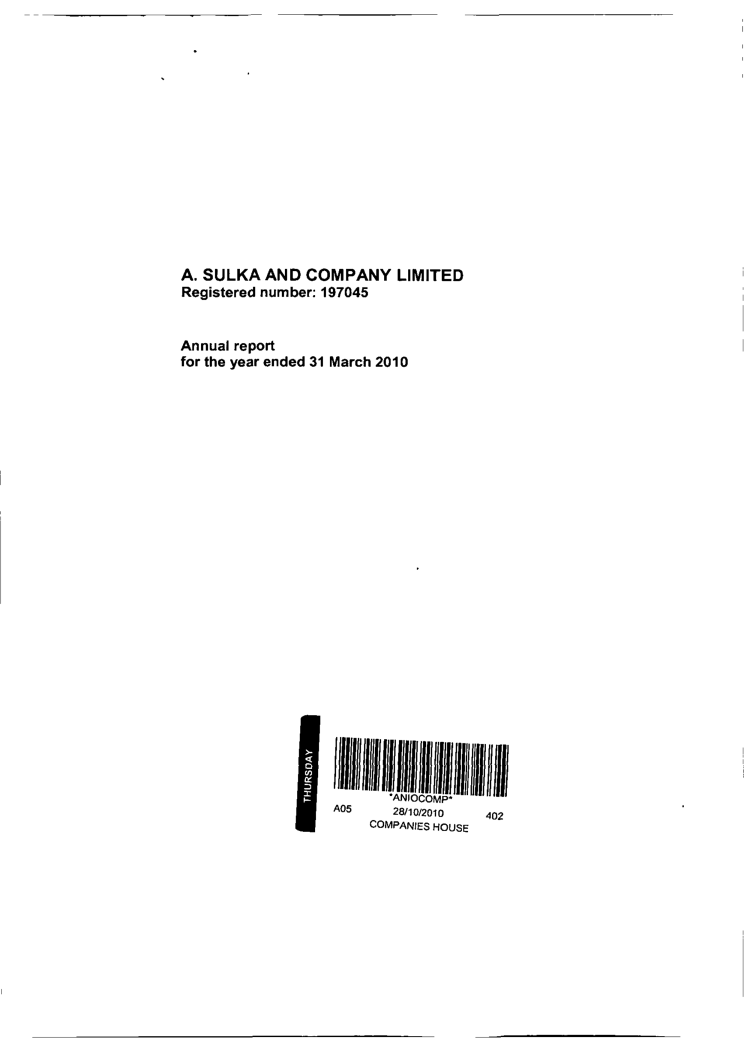 A. SULKA AND COMPANY LIMITED
Registered number: 197045
Annual report
for the year ended 31 March 2010
THURSDAY
*ANIOCOMP*
A05 28/10/2010 402
COMPANIES HOUSE